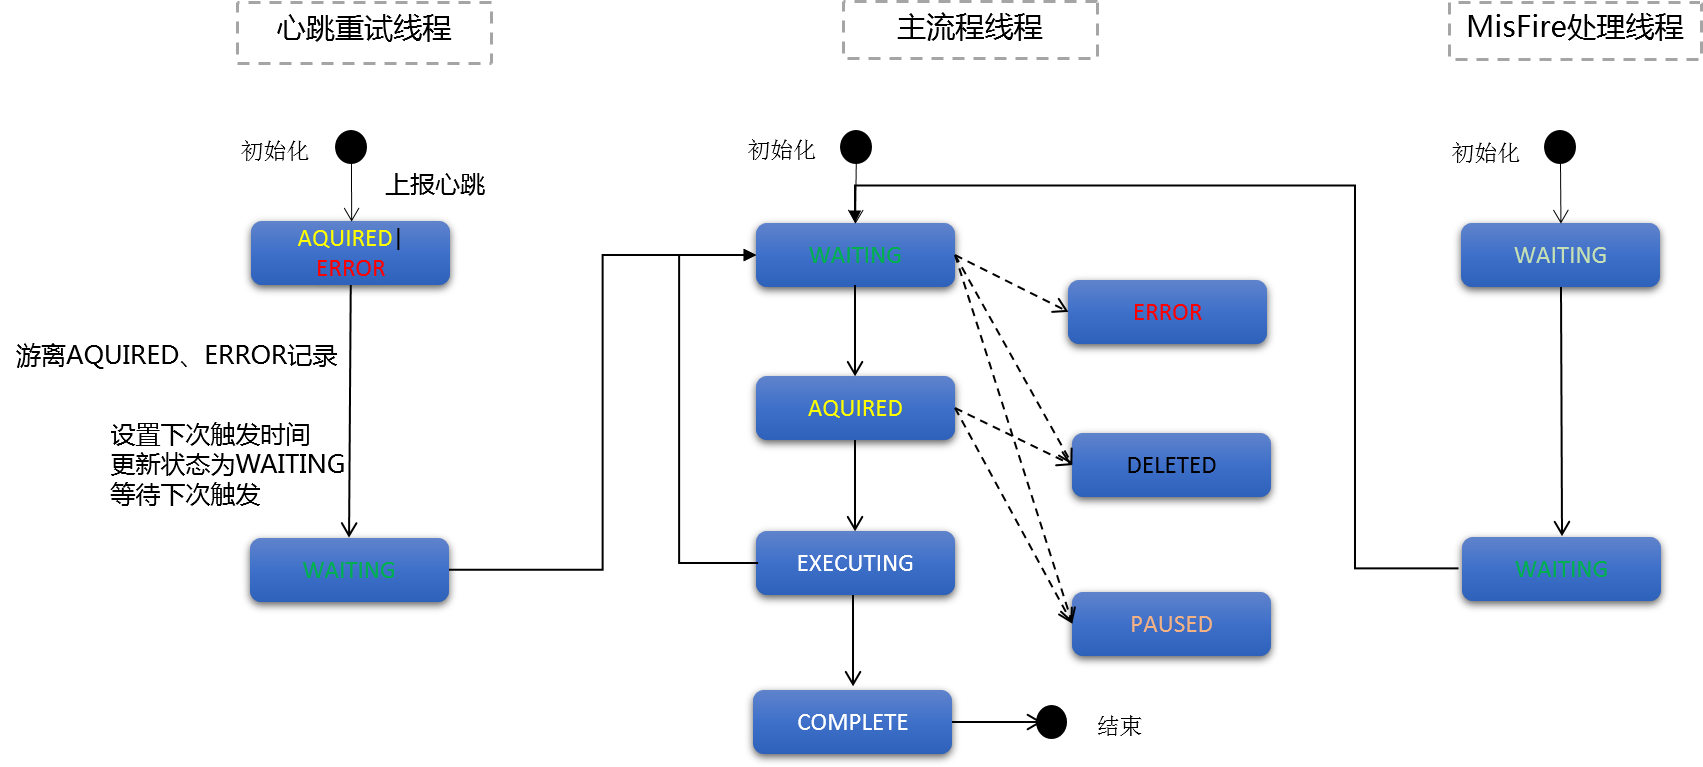 心跳重试线程
主流程线程
MisFire处理线程
初始化
上报心跳
AQUIRED|
ERROR
游离AQUIRED、ERROR记录
设置下次触发时间
更新状态为WAITING
等待下次触发
WAITING
初始化
WAITING
AQUIRED
EXECUTING
COMPLETE
结束
ERROR
DELETED
PAUSED
初始化
WAITING
WAITING